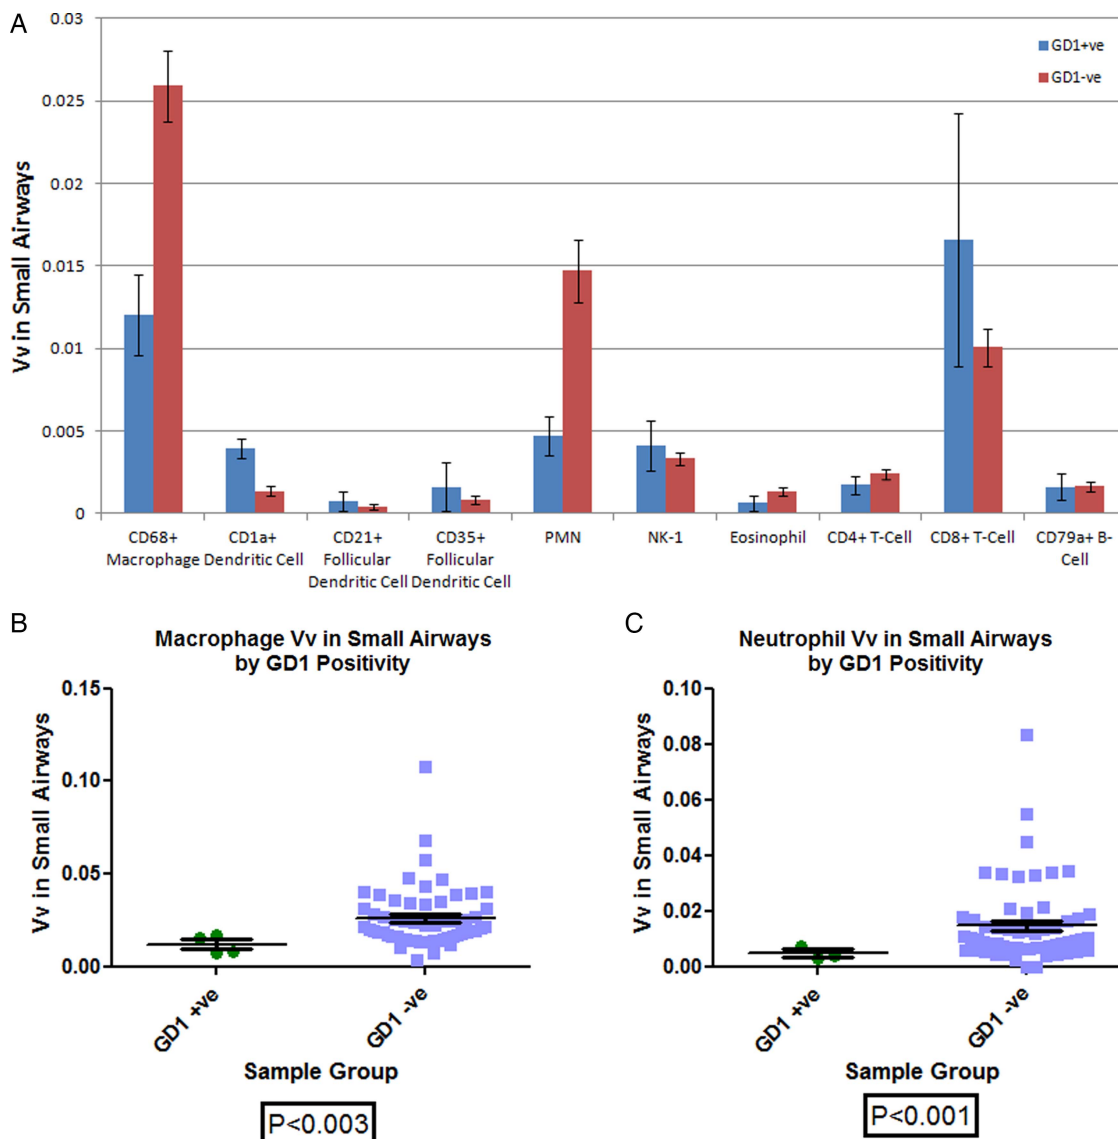 A
0.03
0.025
0.02
0.015
0.01
0.005
0
Vv in Small Airways
GD1+ve
GD1-ve
CD68+
Macrophage
CD1a+
Dendritic Cell
CD21+
Follicular
Dendritic Cell
CD35+
Follicular
Dendritic Cell
PMN
NK-1
Eosinophil
CD4+ T-Cell
CD8+ T-Cell
CD79a+ B-
Cell
B
Macrophage Vv in Small Airways
by GD1 Positivity
0.15
0.10
0.05
0.00
Vv in Small Airways
GD1 +ve
GD1 -ve
Sample Group
P<0.003
C
Neutrophil Vv in Small Airways
by GD1 Positivity
0.10
0.08
0.06
0.04
0.02
0.00
Vv in Small Airways
GD1 +ve
GD1 -ve
Sample Group
P<0.001